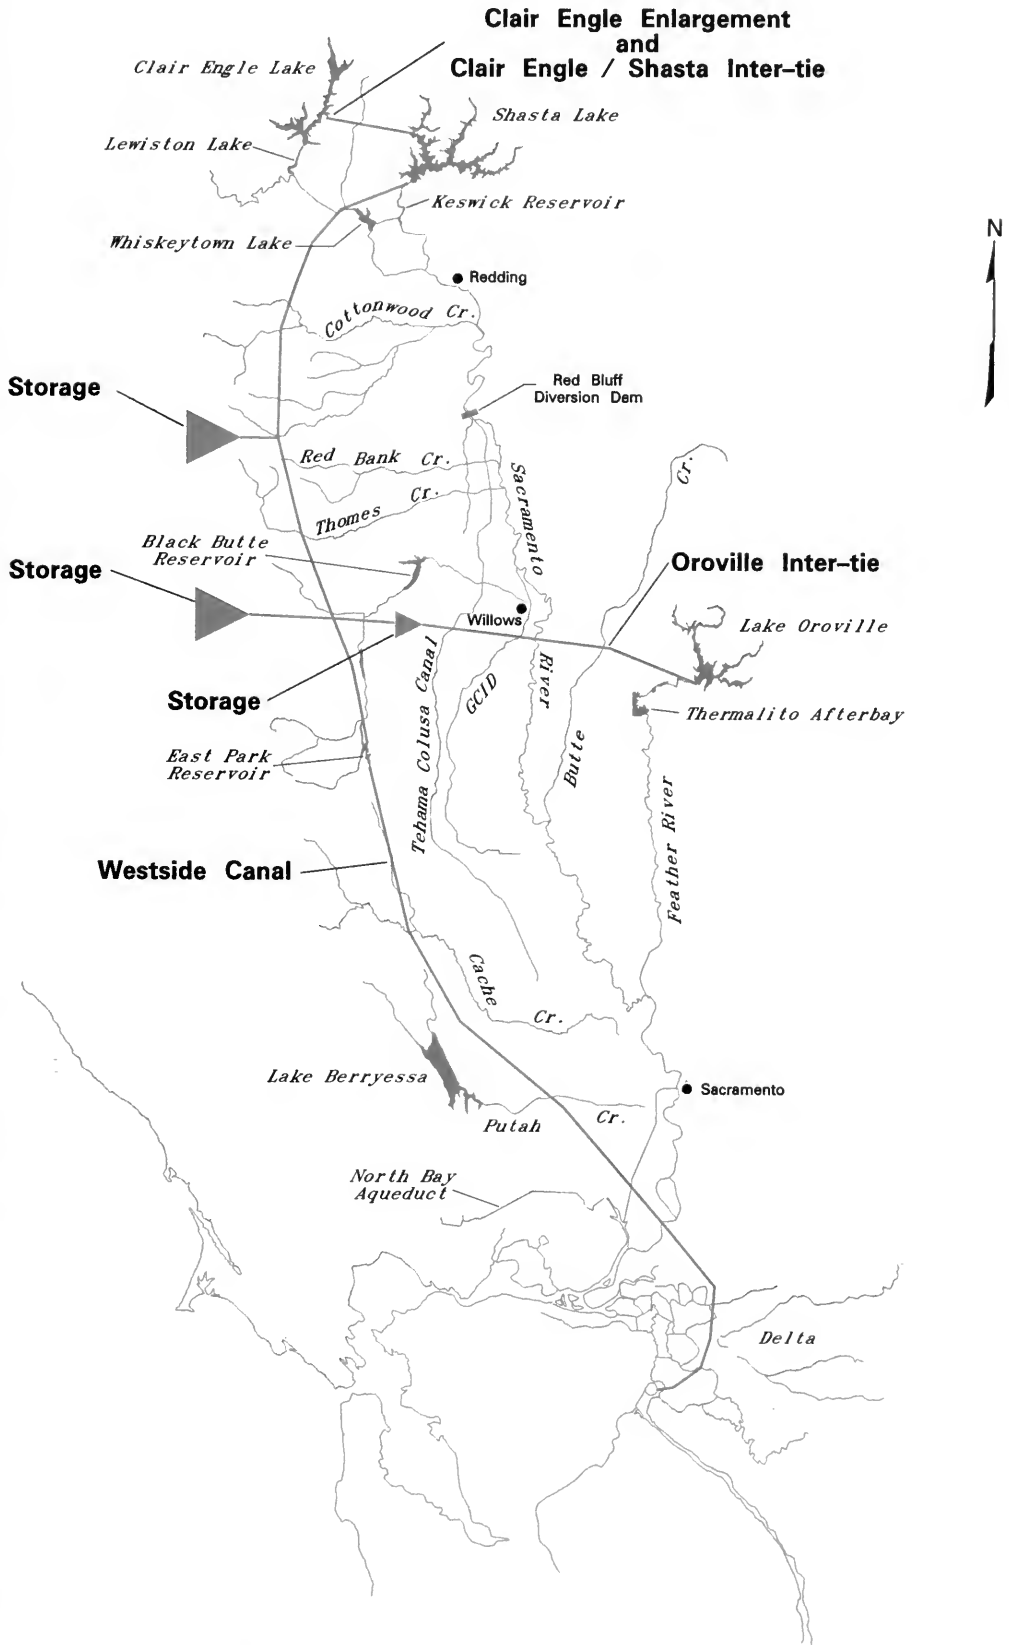 Clair Engle Enlargement
and
Clair Engle / Shasta Inter-tie
Clair Engle Lake
Shasta Lake
Lewiston Lake
Keswick Reservoir
N
Whiskeytown Lake
Redding
Cottonwood Cr.
Storage
Red Bluff
Diversion Dem
Red Bank Cr.
Cr.
Sacramento
Thomes Cr.
Black Butte
Reservoir
Storage
Oroville Inter-tie
Willows
Lake Oroville
River
GCID
Storage
Thermalito Afterbay
Tehama Colusa Canal
Butte
East Park
Reservoir
Feather River
Westside Canal
Cache
Cr.
Lake Berryessa
Sacramento
Putah
Cr.
North Bay
Aqueduct
Delta